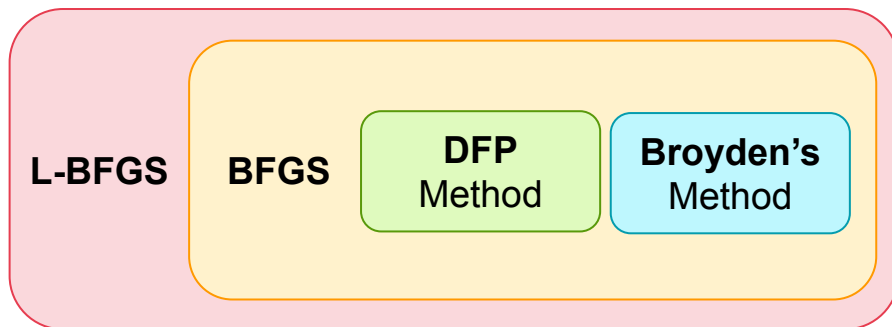 L-BFGS
BFGS
DFP
Method
Broyden’s
Method